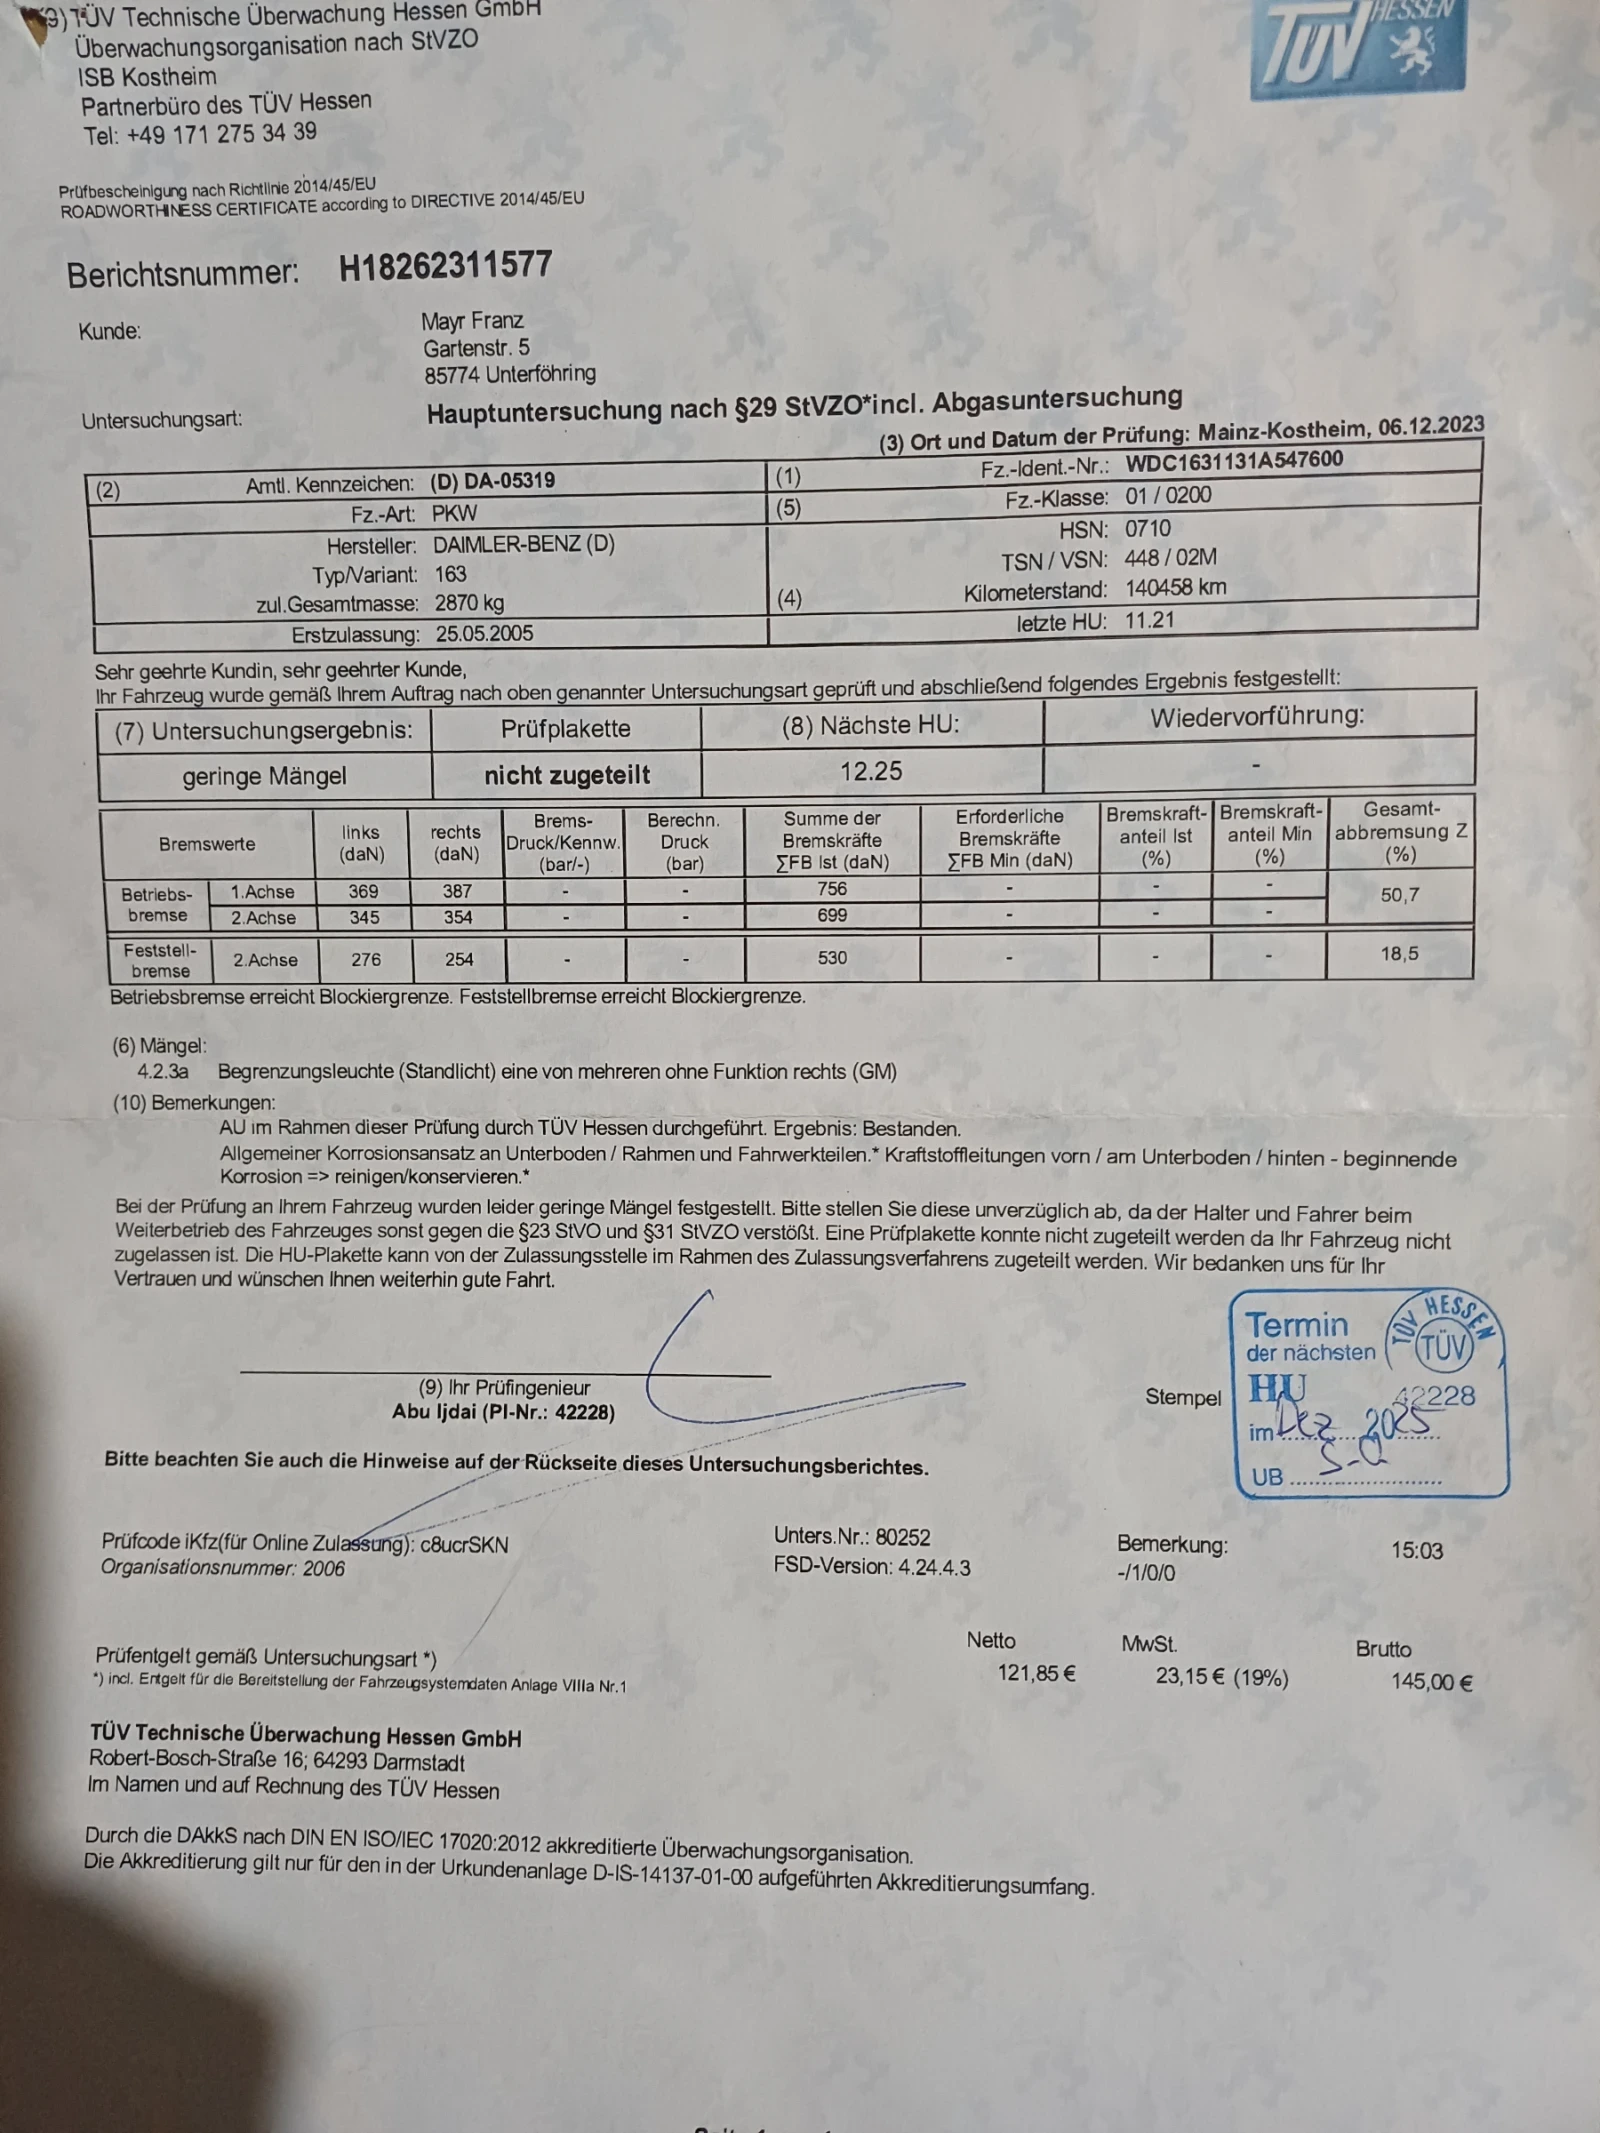 9) TÜV Technische Überwachung Hessen GmbH
Überwachungsorganisation nach StVZO
ISB Kostheim
Partnerbüro des TÜV Hessen
Tel: +49 171 275 34 39
TÜV HESSEN
Prüfbescheinigung nach Richtlinie 2014/45/EU
ROADWORTHINESS CERTIFICATE according to DIRECTIVE 2014/45/EU
Berichtsnummer: H18262311577
Kunde: Mayr Franz
Gartenstr. 5
85774 Unterföhring
Untersuchungsart: Hauptuntersuchung nach §29 StVZO*incl. Abgasuntersuchung
(3) Ort und Datum der Prüfung: Mainz-Kostheim, 06.12.2023
(2) Amtl. Kennzeichen: (D) DA-05319 (1) Fz.-Ident.-Nr.: WDC1631131A547600
Fz.-Art: PKW (5) Fz.-Klasse: 01 / 0200
Hersteller: DAIMLER-BENZ (D) HSN: 0710
Typ/Variant: 163 TSN / VSN: 448 / 02M
zul.Gesamtmasse: 2870 kg (4) Kilometerstand: 140458 km
Erstzulassung: 25.05.2005 letzte HU: 11.21
Sehr geehrte Kundin, sehr geehrter Kunde,
Ihr Fahrzeug wurde gemäß Ihrem Auftrag nach oben genannter Untersuchungsart geprüft und abschließend folgendes Ergebnis festgestellt:
(7) Untersuchungsergebnis: Prüfplakette (8) Nächste HU: Wiedervorführung:
geringe Mängel nicht zugeteilt 12.25 -
Bremswerte links (daN) rechts (daN) Brems-Druck/Kennw. (bar/-) Berechn. Druck (bar) Summe der Bremskräfte ∑FB Ist (daN) Erforderliche Bremskräfte ∑FB Min (daN) Bremskraft-anteil Ist (%) Bremskraft-anteil Min (%) Gesamt-abbremsung Z (%)
Betriebs-bremse 1.Achse 369 387 - - 756 - - - 50,7
2.Achse 345 354 - - 699 - - -
Feststell-bremse 2.Achse 276 254 - - 530 - - - 18,5
Betriebsbremse erreicht Blockiergrenze. Feststellbremse erreicht Blockiergrenze.
(6) Mängel:
4.2.3a Begrenzungsleuchte (Standlicht) eine von mehreren ohne Funktion rechts (GM)
(10) Bemerkungen:
AU im Rahmen dieser Prüfung durch TÜV Hessen durchgeführt. Ergebnis: Bestanden.
Allgemeiner Korrosionsansatz an Unterboden / Rahmen und Fahrwerkteilen.* Kraftstoffleitungen vorn / am Unterboden / hinten - beginnende
Korrosion => reinigen/konservieren.*
Bei der Prüfung an Ihrem Fahrzeug wurden leider geringe Mängel festgestellt. Bitte stellen Sie diese unverzüglich ab, da der Halter und Fahrer beim
Weiterbetrieb des Fahrzeuges sonst gegen die §23 StVO und §31 StVZO verstößt. Eine Prüfplakette konnte nicht zugeteilt werden da Ihr Fahrzeug nicht
zugelassen ist. Die HU-Plakette kann von der Zulassungsstelle im Rahmen des Zulassungsverfahrens zugeteilt werden. Wir bedanken uns für Ihr
Vertrauen und wünschen Ihnen weiterhin gute Fahrt.
(9) Ihr Prüfingenieur
Abu Ijdai (PI-Nr.: 42228)
Stempel
Termin
der nächsten
HU 42228
im Dez 2025
UB
TÜV HESSEN
TÜV
Bitte beachten Sie auch die Hinweise auf der Rückseite dieses Untersuchungsberichtes.
Prüfcode iKfz(für Online Zulassung): c8ucrSKN Unters.Nr.: 80252 Bemerkung: 15:03
Organisationsnummer: 2006 FSD-Version: 4.24.4.3 -/1/0/0
Netto MwSt. Brutto
Prüfentgelt gemäß Untersuchungsart *) 121,85 € 23,15 € (19%) 145,00 €
*) incl. Entgelt für die Bereitstellung der Fahrzeugsystemdaten Anlage VIIIa Nr.1
TÜV Technische Überwachung Hessen GmbH
Robert-Bosch-Straße 16; 64293 Darmstadt
Im Namen und auf Rechnung des TÜV Hessen
Durch die DAkkS nach DIN EN ISO/IEC 17020:2012 akkreditierte Überwachungsorganisation.
Die Akkreditierung gilt nur für den in der Urkundenanlage D-IS-14137-01-00 aufgeführten Akkreditierungsumfang.